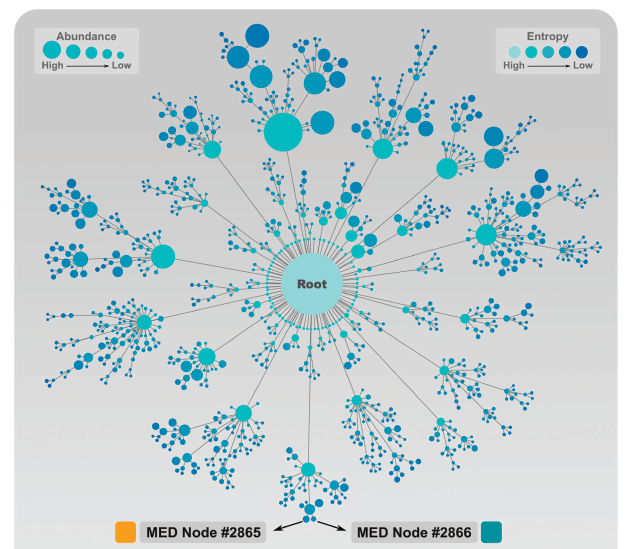 Abundance
High Low
Entropy
High Low
Root
MED Node #2865
MED Node #2866